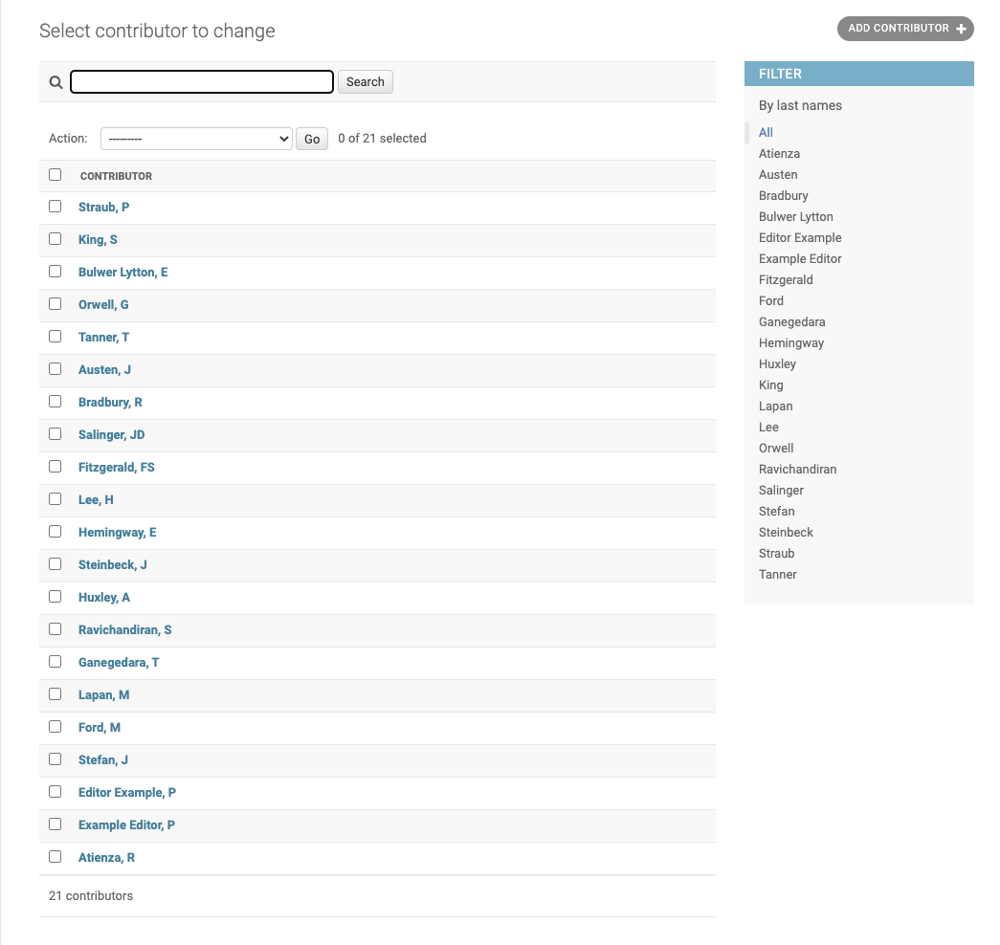 Select contributor to change
ADD CONTRIBUTOR +
Search
Action: --------- Go 0 of 21 selected
CONTRIBUTOR
Straub, P
King, S
Bulwer Lytton, E
Orwell, G
Tanner, T
Austen, J
Bradbury, R
Salinger, JD
Fitzgerald, FS
Lee, H
Hemingway, E
Steinbeck, J
Huxley, A
Ravichandiran, S
Ganegedara, T
Lapan, M
Ford, M
Stefan, J
Editor Example, P
Example Editor, P
Atienza, R
21 contributors
FILTER
By last names
All
Atienza
Austen
Bradbury
Bulwer Lytton
Editor Example
Example Editor
Fitzgerald
Ford
Ganegedara
Hemingway
Huxley
King
Lapan
Lee
Orwell
Ravichandiran
Salinger
Stefan
Steinbeck
Straub
Tanner